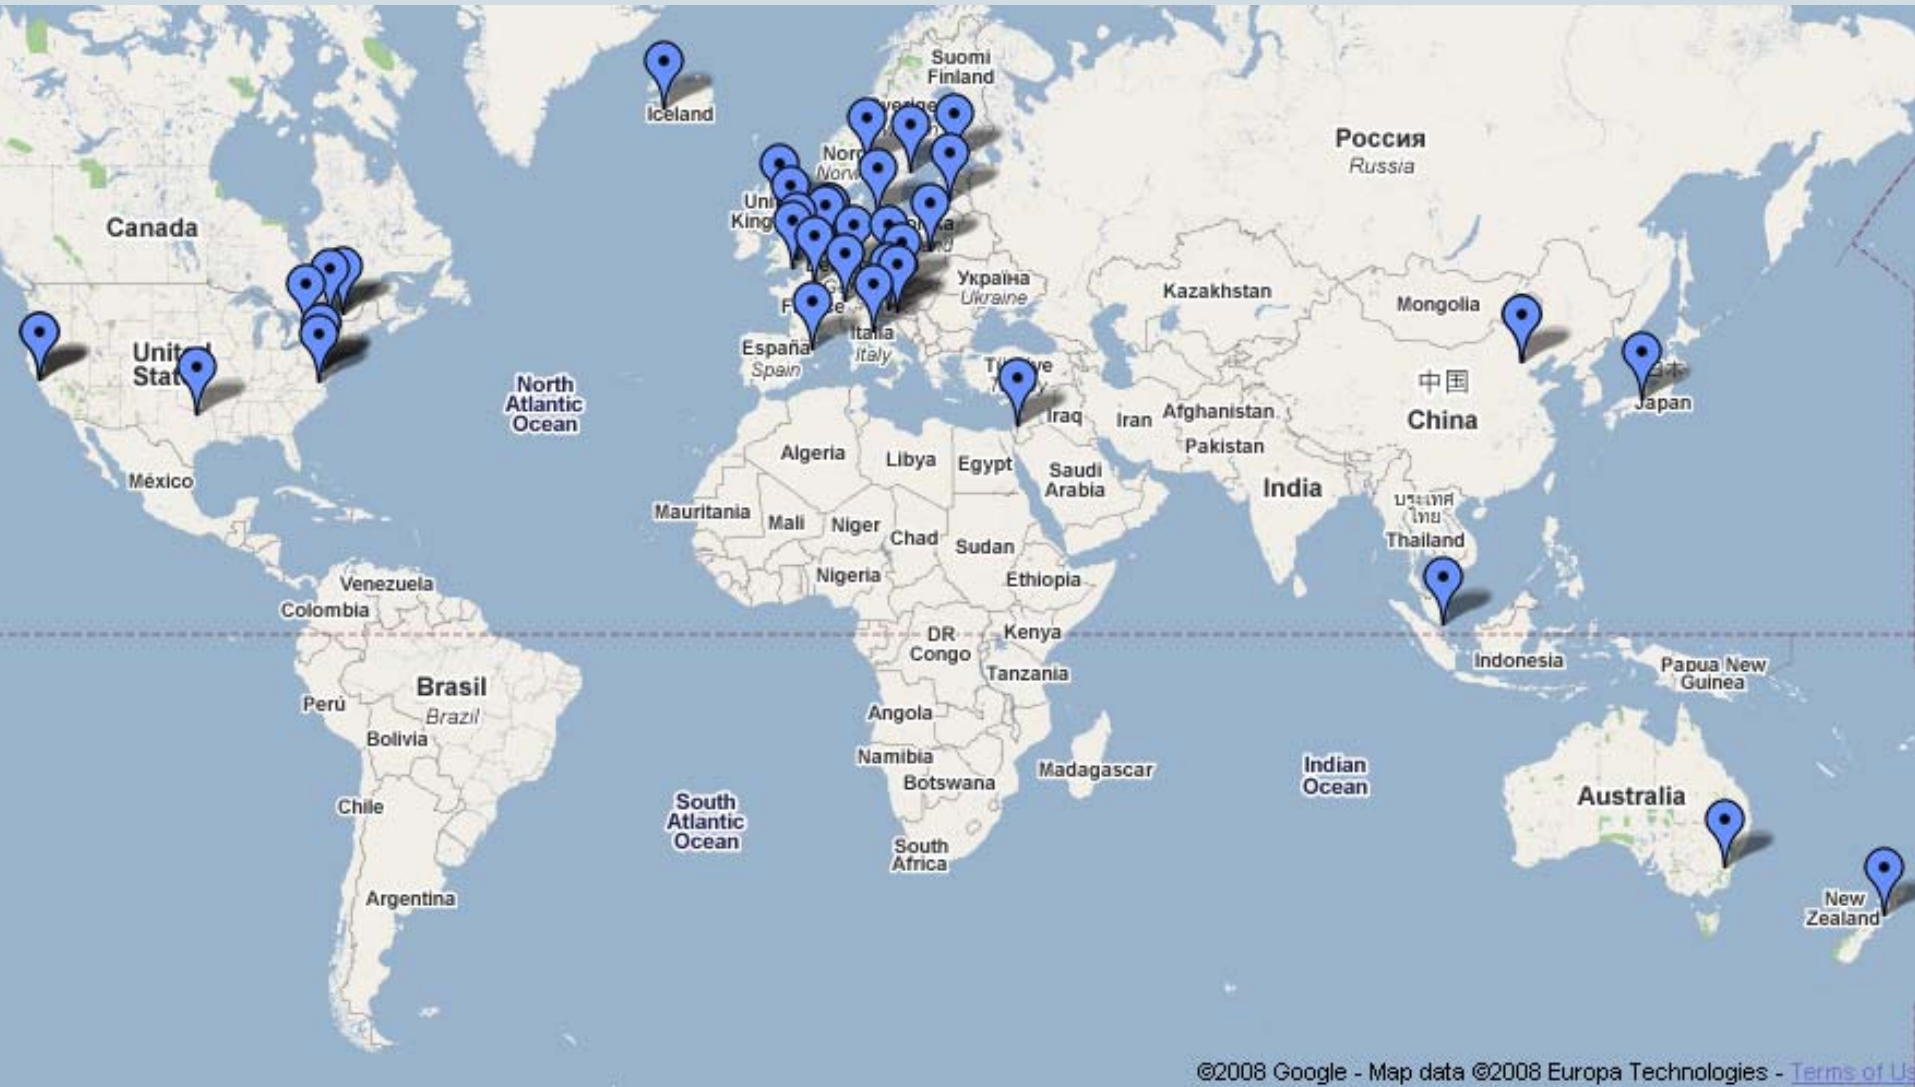 Suomi
Finland
Iceland
Россия
Russia
Canada
Україна
Ukraine
Kazakhstan
Mongolia
España
Spain
Italia
Italy
中国
China
Japan
North
Atlantic
Ocean
Iraq
Iran
Afghanistan
Pakistan
México
Algeria
Libya
Egypt
Saudi
Arabia
India
Mauritania
Mali
Niger
Chad
Sudan
ประเทศ
ไทย
Thailand
Venezuela
Colombia
Nigeria
Ethiopia
DR
Congo
Kenya
Tanzania
Indonesia
Papua New
Guinea
Brasil
Brazil
Perú
Bolivia
Angola
Namibia
Botswana
Madagascar
Indian
Ocean
Chile
South
Atlantic
Ocean
Australia
South
Africa
Argentina
New
Zealand
©2008 Google - Map data ©2008 Europa Technologies - Terms of Us